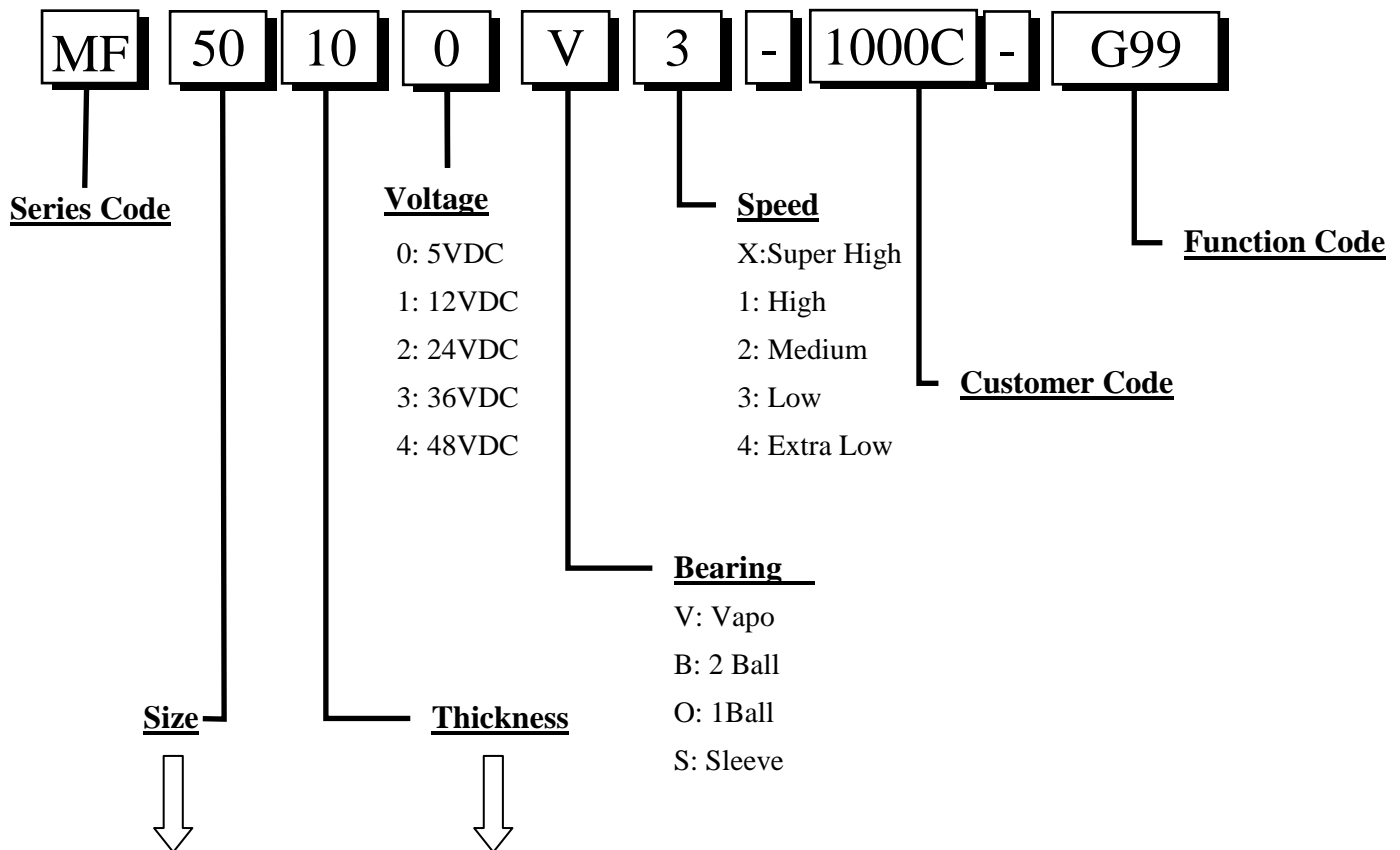 MF 50 10 0 V 3 - 1000C - G99
Series Code
Voltage
0: 5VDC
1: 12VDC
2: 24VDC
3: 36VDC
4: 48VDC
Speed
X:Super High
1: High
2: Medium
3: Low
4: Extra Low
Function Code
Customer Code
Bearing
V: Vapo
B: 2 Ball
O: 1Ball
S: Sleeve
Size
Thickness